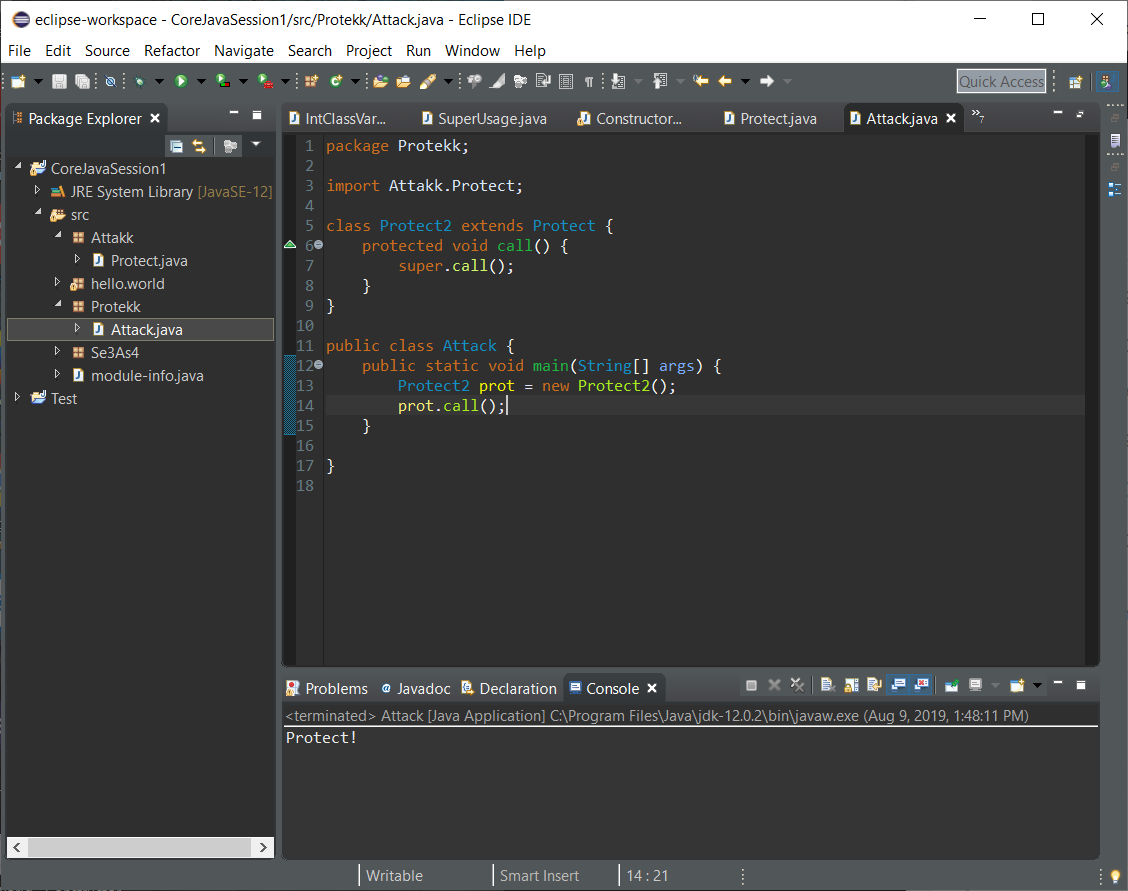 eclipse-workspace - CoreJavaSession1/src/Protekk/Attack.java - Eclipse IDE
File Edit Source Refactor Navigate Search Project Run Window Help
Quick Access
Package Explorer
IntClassVar... SuperUsage.java Constructor... Protect.java Attack.java »7
CoreJavaSession1
JRE System Library [JavaSE-12]
src
Attakk
Protect.java
hello.world
Protekk
Attack.java
Se3As4
module-info.java
Test
1 package Protekk;
2
3 import Attakk.Protect;
4
5 class Protect2 extends Protect {
6 protected void call() {
7 super.call();
8 }
9 }
10
11 public class Attack {
12 public static void main(String[] args) {
13 Protect2 prot = new Protect2();
14 prot.call();
15 }
16
17 }
18
Problems @ Javadoc Declaration Console
<terminated> Attack [Java Application] C:\Program Files\Java\jdk-12.0.2\bin\javaw.exe (Aug 9, 2019, 1:48:11 PM)
Protect!
Writable Smart Insert 14 : 21